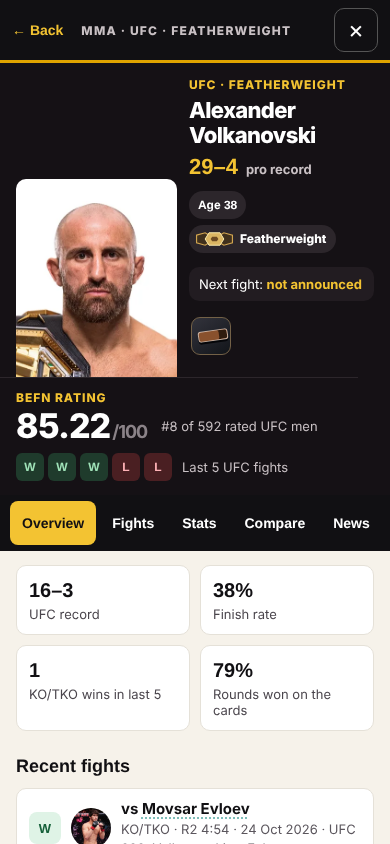 ← Back MMA · UFC · FEATHERWEIGHT ×
UFC · FEATHERWEIGHT
Alexander
Volkanovski
29–4 pro record
Age 38
Featherweight
Next fight: not announced
BEFN RATING
85.22/100 #8 of 592 rated UFC men
W W W L L Last 5 UFC fights
Overview Fights Stats Compare News
16–3
UFC record
38%
Finish rate
1
KO/TKO wins in last 5
79%
Rounds won on the
cards
Recent fights
vs Movsar Evloev
W
KO/TKO · R2 4:54 · 24 Oct 2026 · UFC